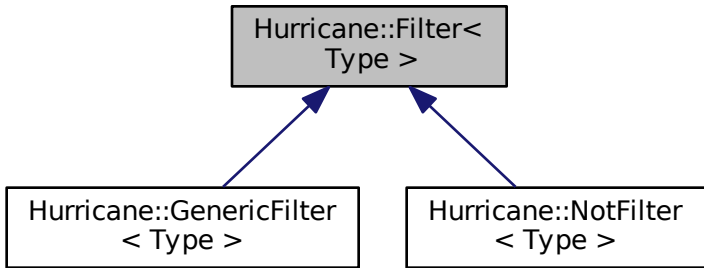 Hurricane::Filter<
Type >
Hurricane::GenericFilter
< Type >
Hurricane::NotFilter
< Type >